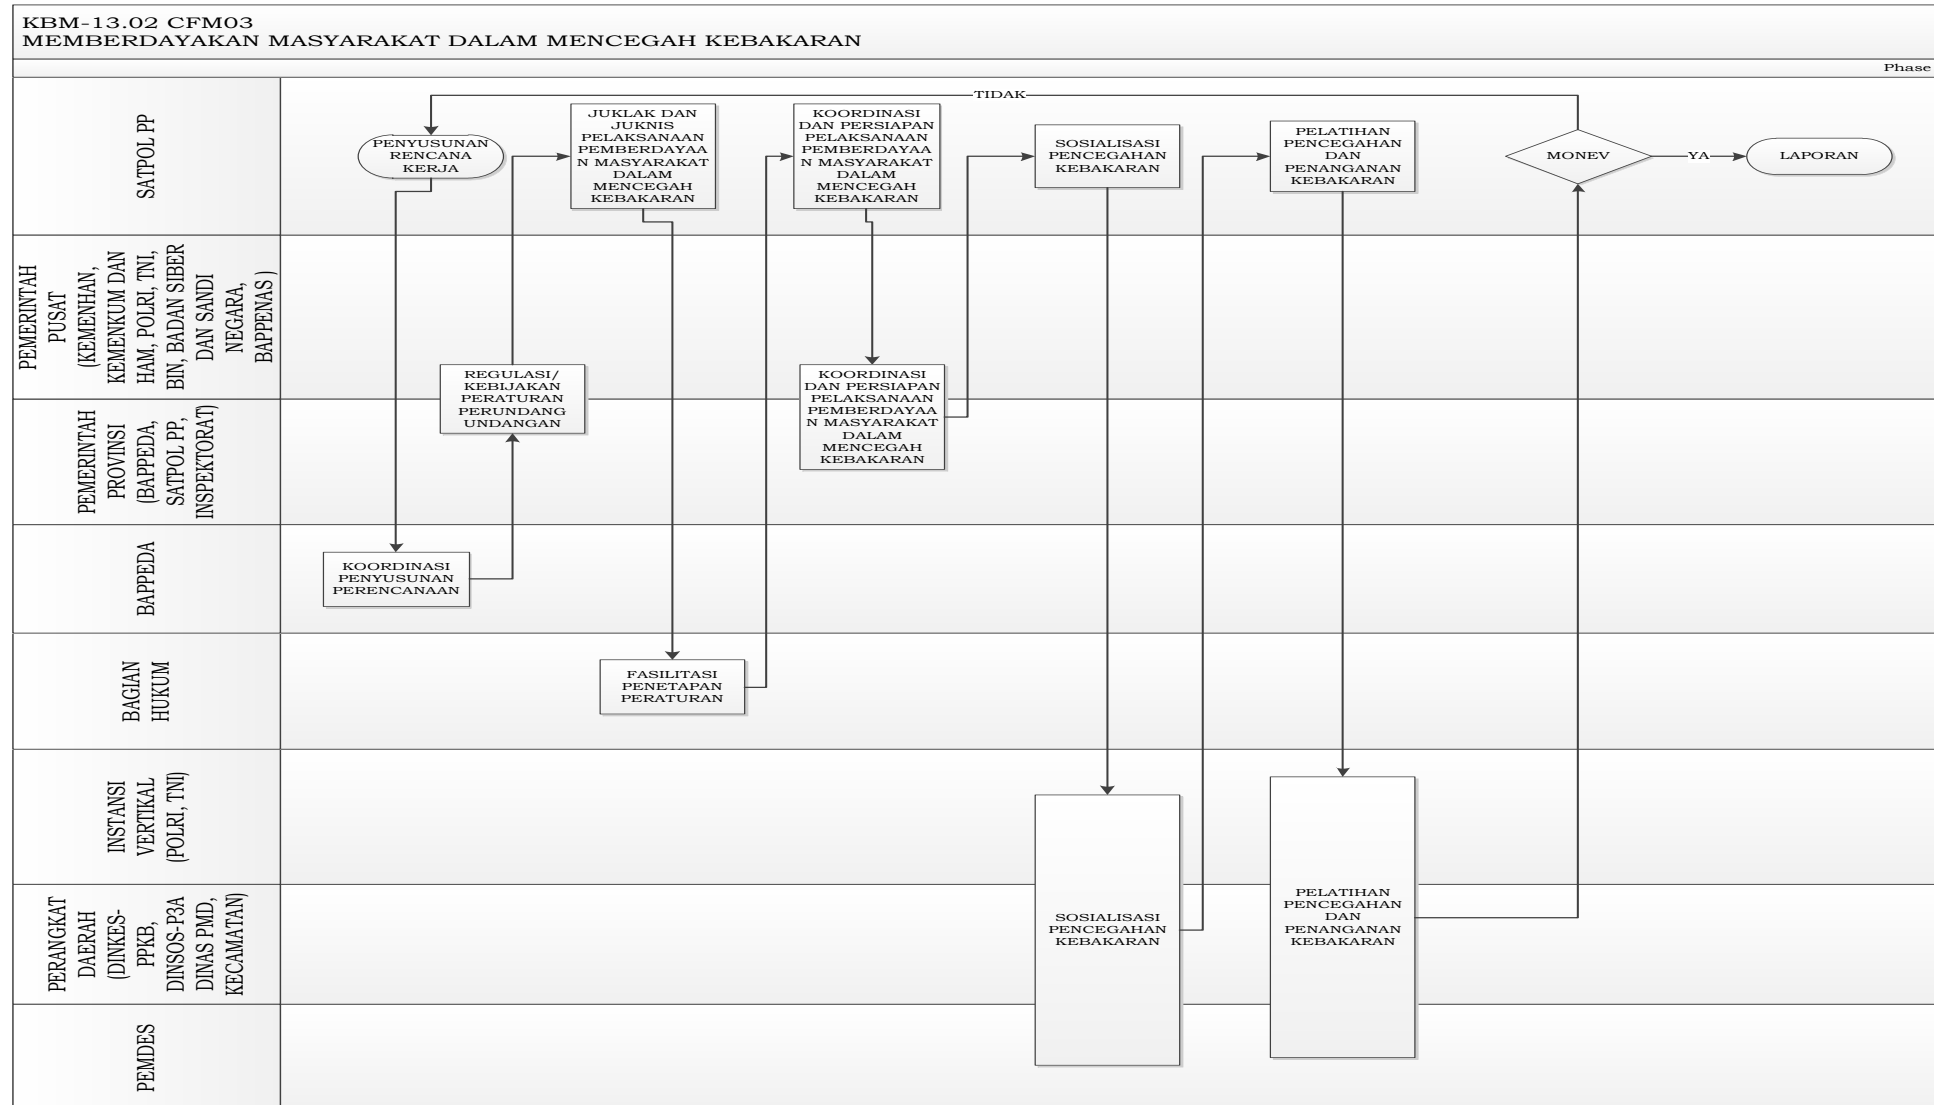 KBM-13.02 CFM03
MEMBERDAYAKAN MASYARAKAT DALAM MENCEGAH KEBAKARAN
Phase
SATPOL PP
PENYUSUNAN
RENCANA
KERJA
JUKLAK DAN
JUKNIS
PELAKSANAAN
PEMBERDAYAA
N MASYARAKAT
DALAM
MENCEGAH
KEBAKARAN
KOORDINASI
DAN PERSIAPAN
PELAKSANAAN
PEMBERDAYAA
N MASYARAKAT
DALAM
MENCEGAH
KEBAKARAN
SOSIALISASI
PENCEGAHAN
KEBAKARAN
PELATIHAN
PENCEGAHAN
DAN
PENANGANAN
KEBAKARAN
TIDAK
MONEV
YA
LAPORAN
PEMERINTAH
PUSAT
(KEMENHAN,
KEMENKUM DAN
HAM, POLRI, TNI,
BIN, BADAN SIBER
DAN SANDI
NEGARA,
BAPPENAS )
REGULASI/
KEBIJAKAN
PERATURAN
PERUNDANG
UNDANGAN
KOORDINASI
DAN PERSIAPAN
PELAKSANAAN
PEMBERDAYAA
N MASYARAKAT
DALAM
MENCEGAH
KEBAKARAN
PEMERINTAH
PROVINSI
(BAPPEDA,
SATPOL PP,
INSPEKTORAT)
BAPPEDA
KOORDINASI
PENYUSUNAN
PERENCANAAN
BAGIAN
HUKUM
FASILITASI
PENETAPAN
PERATURAN
INSTANSI
VERTIKAL
(POLRI, TNI)
PERANGKAT
DAERAH
(DINKES-
PPKB,
DINSOS-P3A
DINAS PMD,
KECAMATAN)
SOSIALISASI
PENCEGAHAN
KEBAKARAN
PELATIHAN
PENCEGAHAN
DAN
PENANGANAN
KEBAKARAN
PEMDES